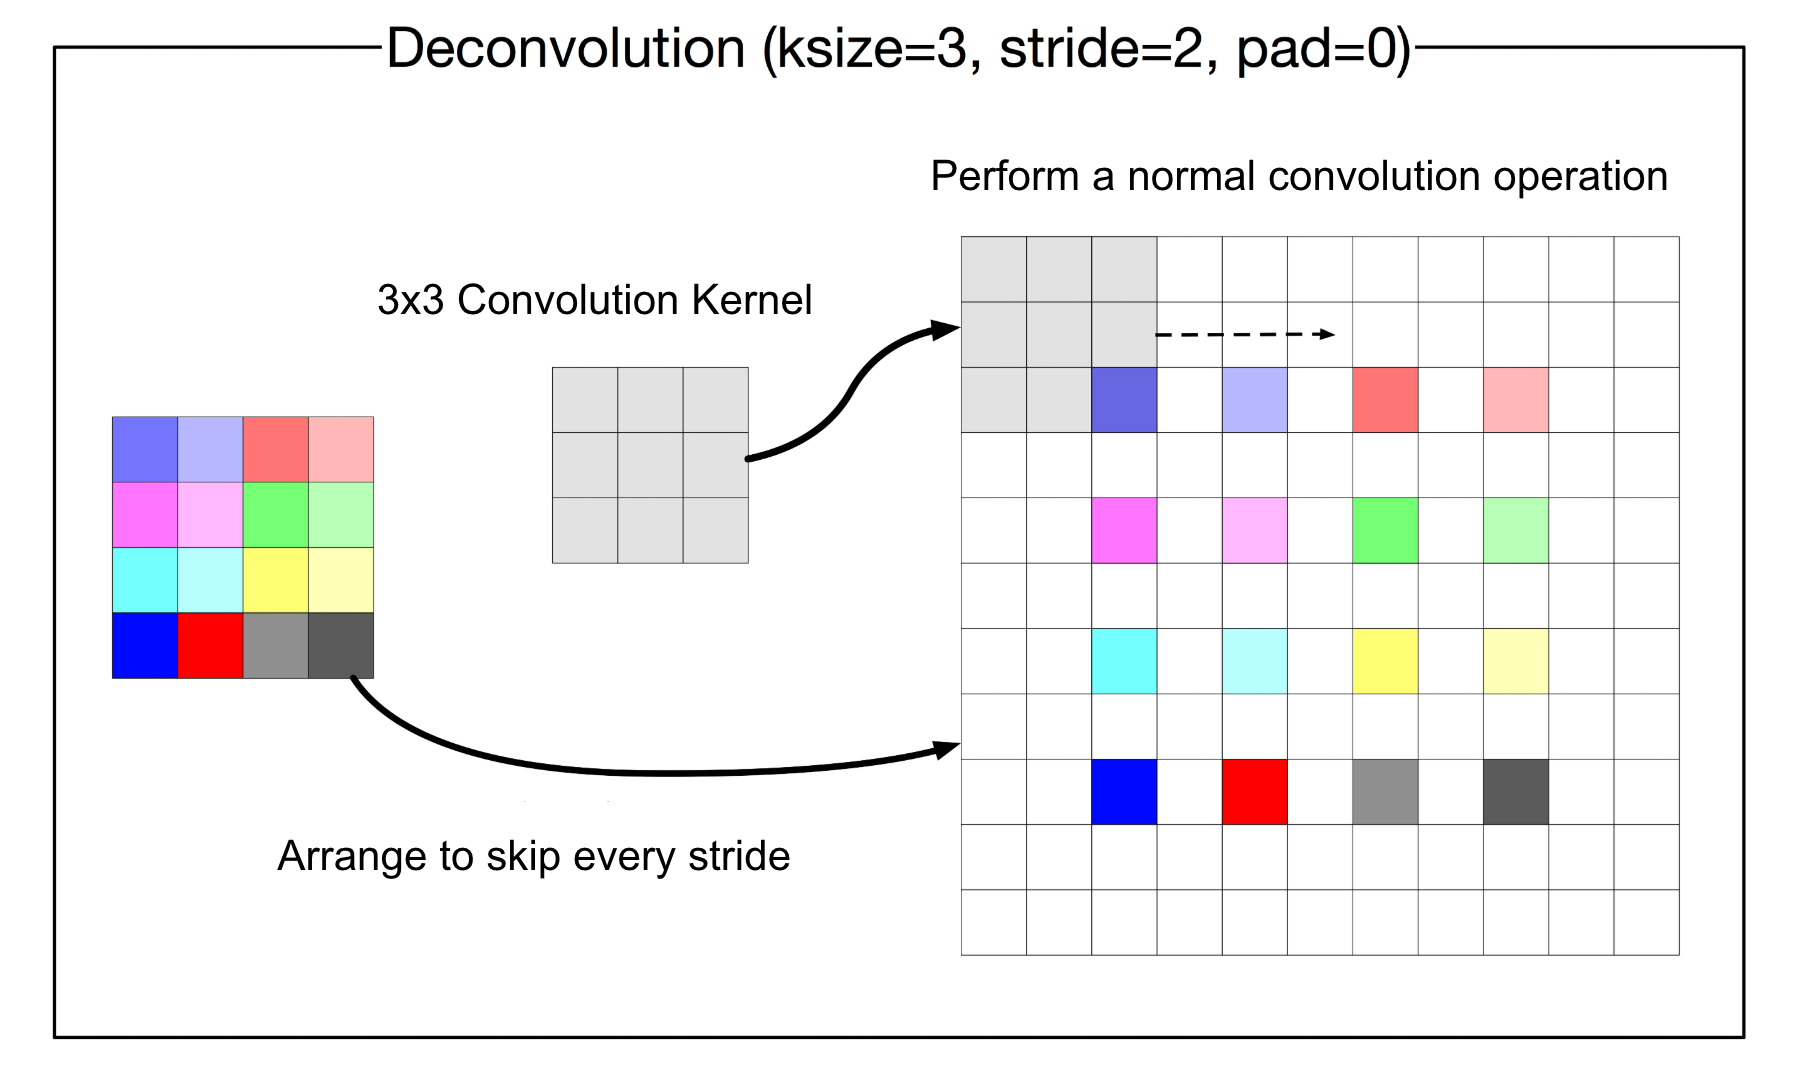 Deconvolution (ksize=3, stride=2, pad=0)
Perform a normal convolution operation
3x3 Convolution Kernel
Arrange to skip every stride